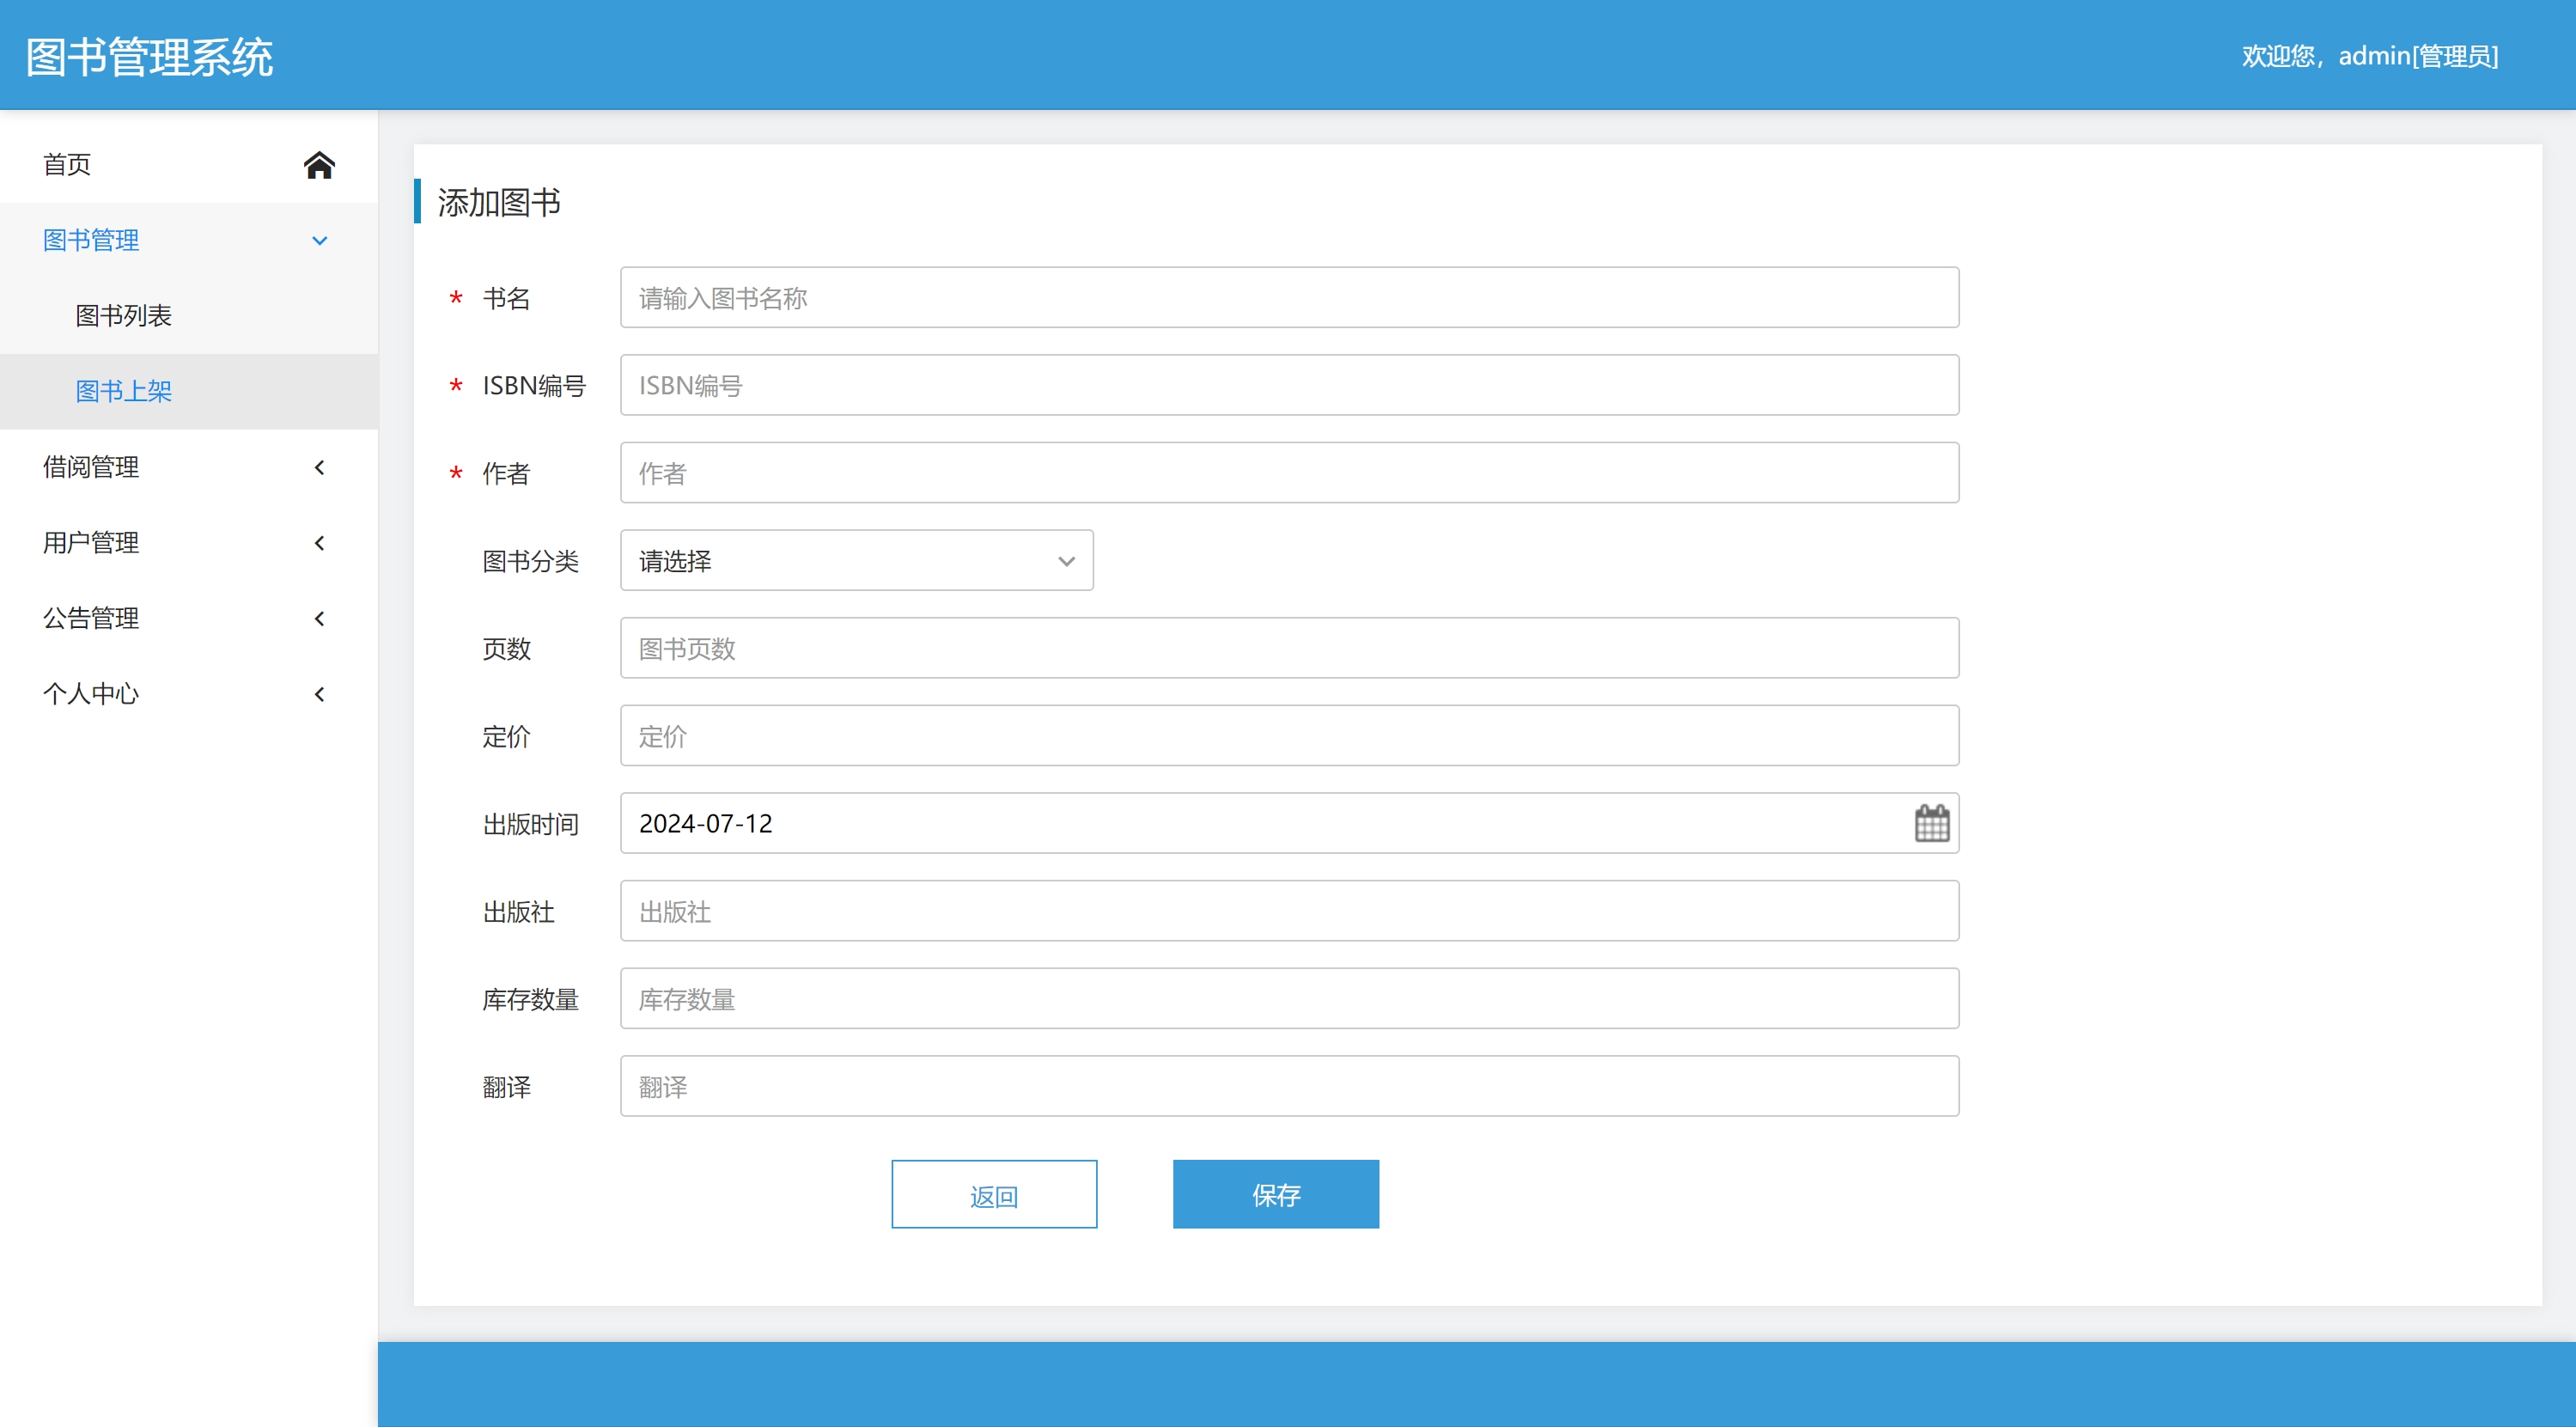 图书管理系统
欢迎您，admin[管理员]
首页
图书管理
图书列表
图书上架
借阅管理
用户管理
公告管理
个人中心
添加图书
* 书名 请输入图书名称
* ISBN编号 ISBN编号
* 作者 作者
图书分类 请选择
页数 图书页数
定价 定价
出版时间 2024-07-12
出版社 出版社
库存数量 库存数量
翻译 翻译
返回 保存